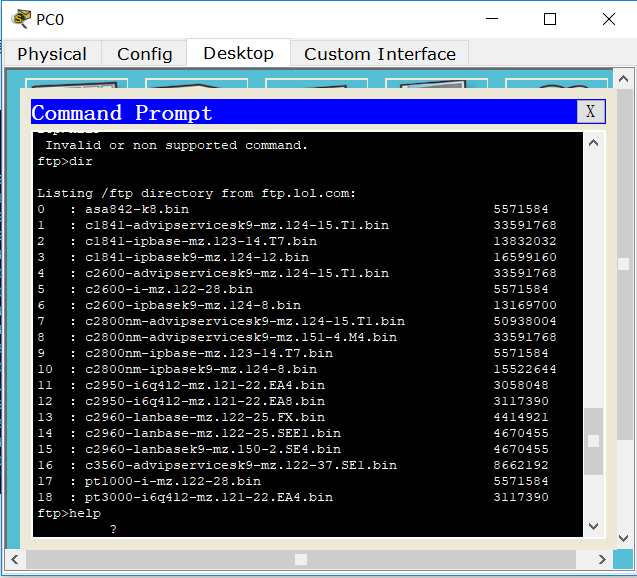 PC0
Physical Config Desktop Custom Interface
Command Prompt X
Invalid or non supported command.
ftp>dir
Listing /ftp directory from ftp.lol.com:
0 : asa842-k8.bin 5571584
1 : c1841-advipservicesk9-mz.124-15.T1.bin 33591768
2 : c1841-ipbase-mz.123-14.T7.bin 13832032
3 : c1841-ipbasek9-mz.124-12.bin 16599160
4 : c2600-advipservicesk9-mz.124-15.T1.bin 33591768
5 : c2600-i-mz.122-28.bin 5571584
6 : c2600-ipbasek9-mz.124-8.bin 13169700
7 : c2800nm-advipservicesk9-mz.124-15.T1.bin 50938004
8 : c2800nm-advipservicesk9-mz.151-4.M4.bin 33591768
9 : c2800nm-ipbase-mz.123-14.T7.bin 5571584
10 : c2800nm-ipbasek9-mz.124-8.bin 15522644
11 : c2950-i6q4l2-mz.121-22.EA4.bin 3058048
12 : c2950-i6q4l2-mz.121-22.EA8.bin 3117390
13 : c2960-lanbase-mz.122-25.FX.bin 4414921
14 : c2960-lanbase-mz.122-25.SEE1.bin 4670455
15 : c2960-lanbasek9-mz.150-2.SE4.bin 4670455
16 : c3560-advipservicesk9-mz.122-37.SE1.bin 8662192
17 : pt1000-i-mz.122-28.bin 5571584
18 : pt3000-i6q4l2-mz.121-22.EA4.bin 3117390
ftp>help
?